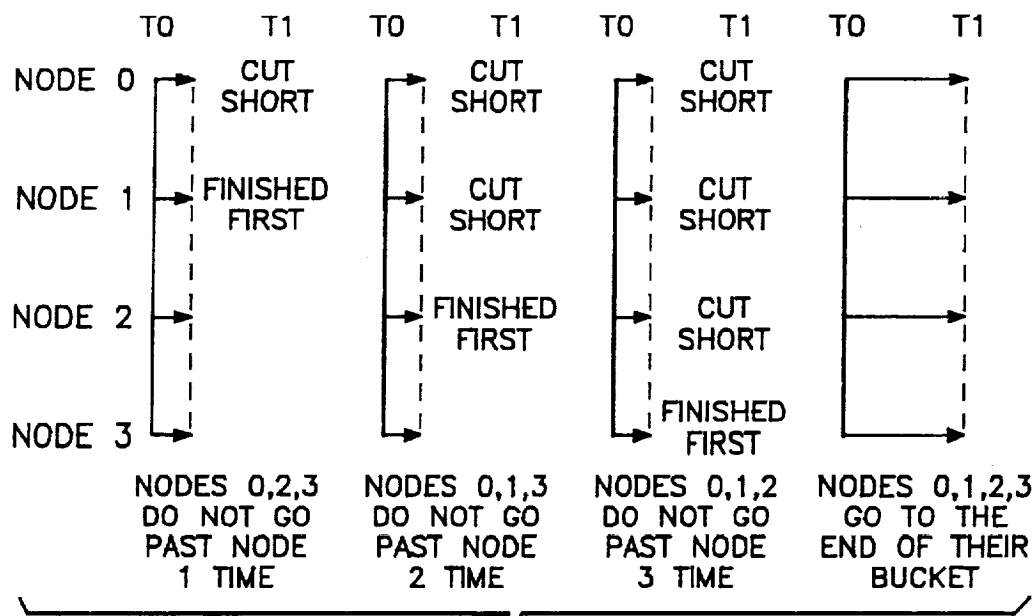 T0 T1 T0 T1 T0 T1 T0 T1
NODE 0 CUT SHORT CUT SHORT CUT SHORT
NODE 1 FINISHED FIRST CUT SHORT CUT SHORT
NODE 2 FINISHED FIRST CUT SHORT
NODE 3 FINISHED FIRST
NODES 0,2,3
DO NOT GO
PAST NODE
1 TIME
NODES 0,1,3
DO NOT GO
PAST NODE
2 TIME
NODES 0,1,2
DO NOT GO
PAST NODE
3 TIME
NODES 0,1,2,3
GO TO THE
END OF THEIR
BUCKET